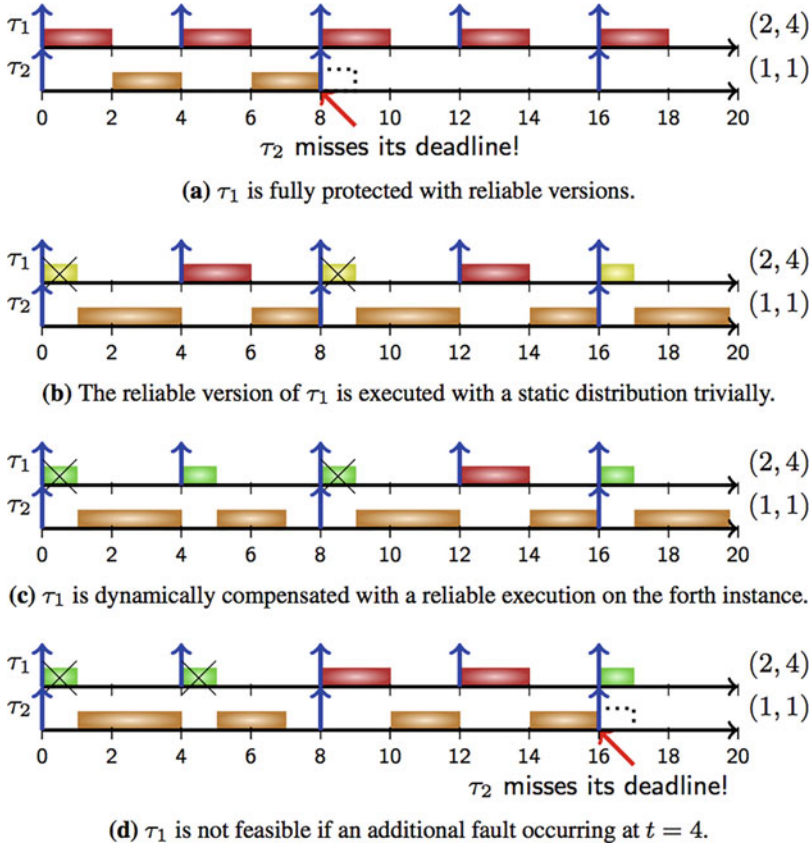 τ1 (2, 4)
τ2 (1, 1)
0 2 4 6 8 10 12 14 16 18 20
τ2 misses its deadline!
(a) τ1 is fully protected with reliable versions.
τ1 (2, 4)
τ2 (1, 1)
0 2 4 6 8 10 12 14 16 18 20
(b) The reliable version of τ1 is executed with a static distribution trivially.
τ1 (2, 4)
τ2 (1, 1)
0 2 4 6 8 10 12 14 16 18 20
(c) τ1 is dynamically compensated with a reliable execution on the forth instance.
τ1 (2, 4)
τ2 (1, 1)
0 2 4 6 8 10 12 14 16 18 20
τ2 misses its deadline!
(d) τ1 is not feasible if an additional fault occurring at t = 4.